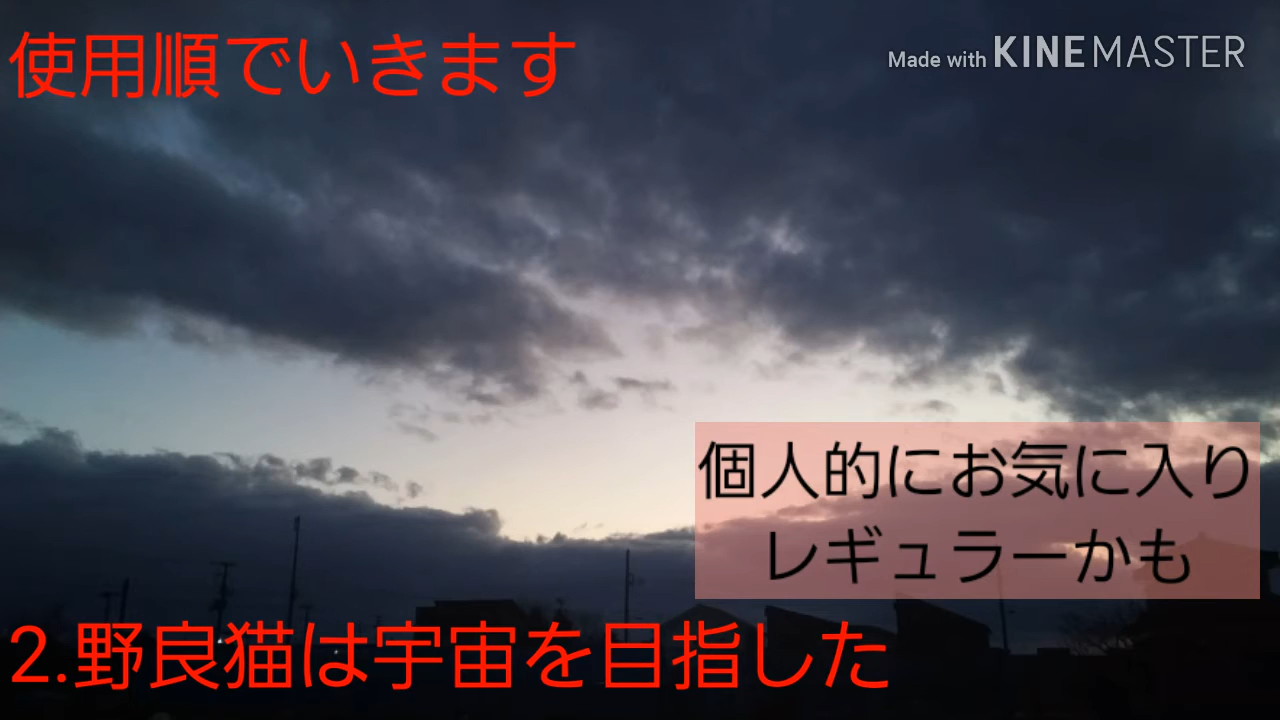 使用順でいきます
Made with KINEMASTER
個人的にお気に入り
レギュラーかも
2.野良猫は宇宙を目指した